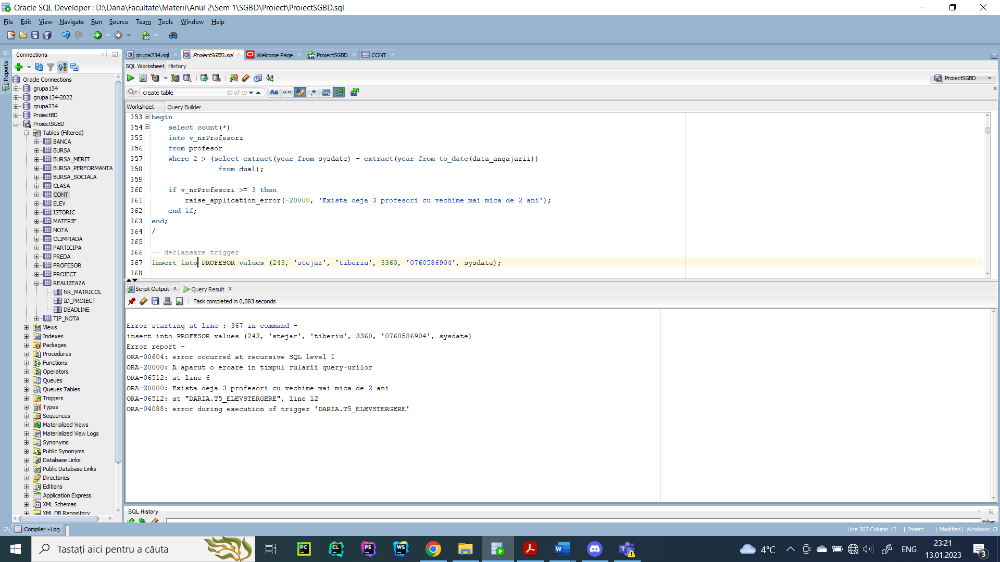 Oracle SQL Developer : D:\Daria\Facultate\Materii\Anul 2\Sem 1\SGBD\Proiect\ProiectSGBD.sql
File Edit View Navigate Run Source Team Tools Window Help
Connections
Reports
Oracle Connections
grupa134
grupa134-2022
grupa234
ProiectBD
ProiectSGBD
Tables (Filtered)
BANCA
BURSA
BURSA_MERIT
BURSA_PERFORMANTA
BURSA_SOCIALA
CLASA
CONT
ELEV
ISTORIC
MATERIE
NOTA
OLIMPIADA
PARTICIPA
PREDA
PROFESOR
PROIECT
REALIZEAZA
NR_MATRICOL
ID_PROIECT
DEADLINE
TIP_NOTA
Views
Indexes
Packages
Procedures
Functions
Operators
Queues
Queues Tables
Triggers
Types
Sequences
Materialized Views
Materialized View Logs
Synonyms
Public Synonyms
Database Links
Public Database Links
Directories
Editions
Application Express
XML Schemas
XML DB Repository
grupa234.sql ProiectSGBD.sql Welcome Page ProiectSGBD CONT
SQL Worksheet History
ProiectSGBD
create table 19 of 19
Worksheet Query Builder
353 begin
354 select count(*)
355 into v_nrProfesori
356 from profesor
357 where 2 > (select extract(year from sysdate) - extract(year from to_date(data_angajarii))
358 from dual);
359
360 if v_nrProfesori >= 3 then
361 raise_application_error(-20000, 'Exista deja 3 profesori cu vechime mai mica de 2 ani');
362 end if;
363 end;
364 /
365
366 -- declansare trigger
367 insert into PROFESOR values (243, 'stejar', 'tiberiu', 3360, '0760586904', sysdate);
368
Script Output Query Result
Task completed in 0,083 seconds
Error starting at line : 367 in command -
insert into PROFESOR values (243, 'stejar', 'tiberiu', 3360, '0760586904', sysdate)
Error report -
ORA-00604: error occurred at recursive SQL level 1
ORA-20000: A aparut o eroare in timpul rularii query-urilor
ORA-06512: at line 6
ORA-20000: Exista deja 3 profesori cu vechime mai mica de 2 ani
ORA-06512: at "DARIA.T5_ELEVSTERGERE", line 12
ORA-04088: error during execution of trigger 'DARIA.T5_ELEVSTERGERE'
SQL History
Filter
Compiler - Log
Line 367 Column 12 Insert Modified Windows: CF
Tastați aici pentru a căuta
4°C ENG 23:21
13.01.2023
3